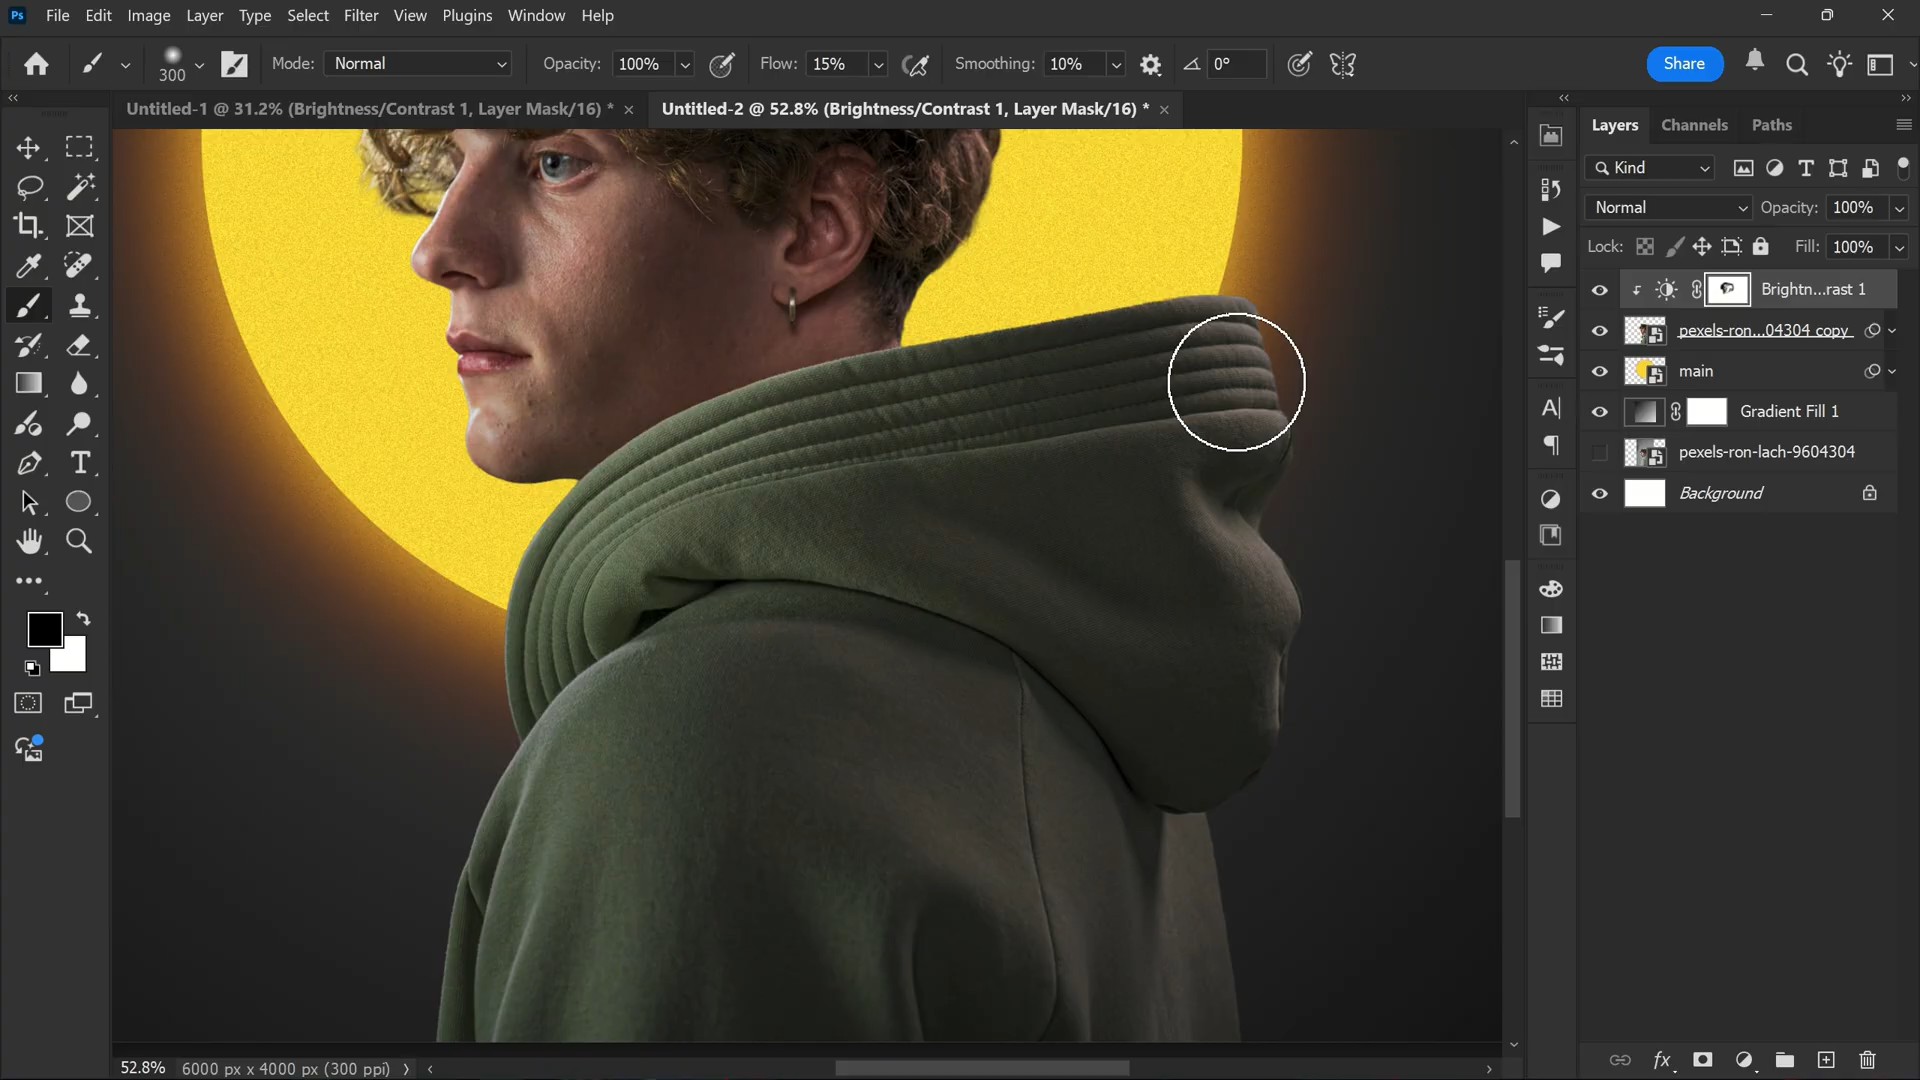 Ps File Edit Image Layer Type Select Filter View Plugins Window Help
300 Mode: Normal Opacity: 100% Flow: 15% Smoothing: 10% 0° Share
Untitled-1 @ 31.2% (Brightness/Contrast 1, Layer Mask/16) * × Untitled-2 @ 52.8% (Brightness/Contrast 1, Layer Mask/16) * ×
Layers Channels Paths
Kind
Normal Opacity: 100%
Lock: Fill: 100%
Brightn...rast 1
pexels-ron...04304 copy
main
Gradient Fill 1
pexels-ron-lach-9604304
Background
52.8% 6000 px x 4000 px (300 ppi)